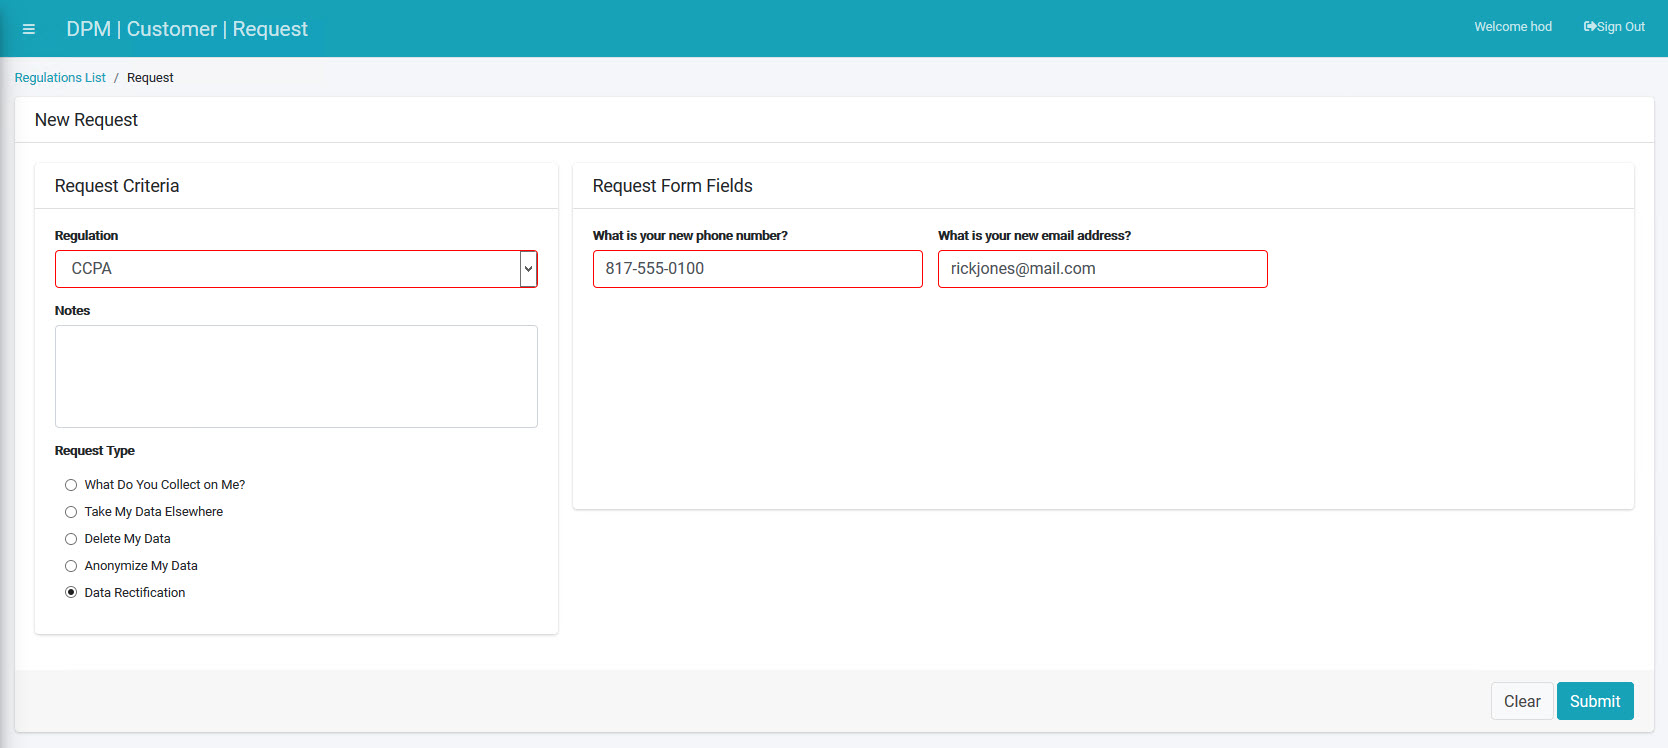 DPM | Customer | Request
Welcome hod
Sign Out
Regulations List / Request
New Request
Request Criteria
Regulation
CCPA
Notes
Request Type
What Do You Collect on Me?
Take My Data Elsewhere
Delete My Data
Anonymize My Data
Data Rectification
Request Form Fields
What is your new phone number?
817-555-0100
What is your new email address?
rickjones@mail.com
Clear
Submit